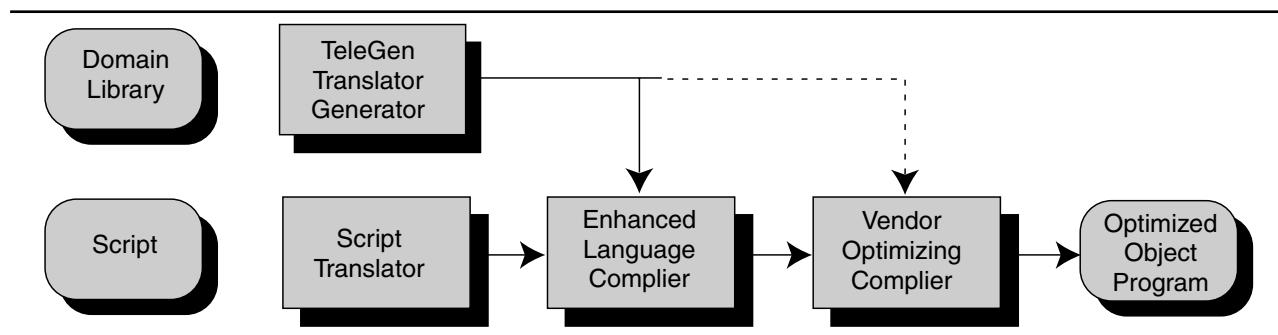 Domain
Library
TeleGen
Translator
Generator
Script
Script
Translator
Enhanced
Language
Complier
Vendor
Optimizing
Complier
Optimized
Object
Program